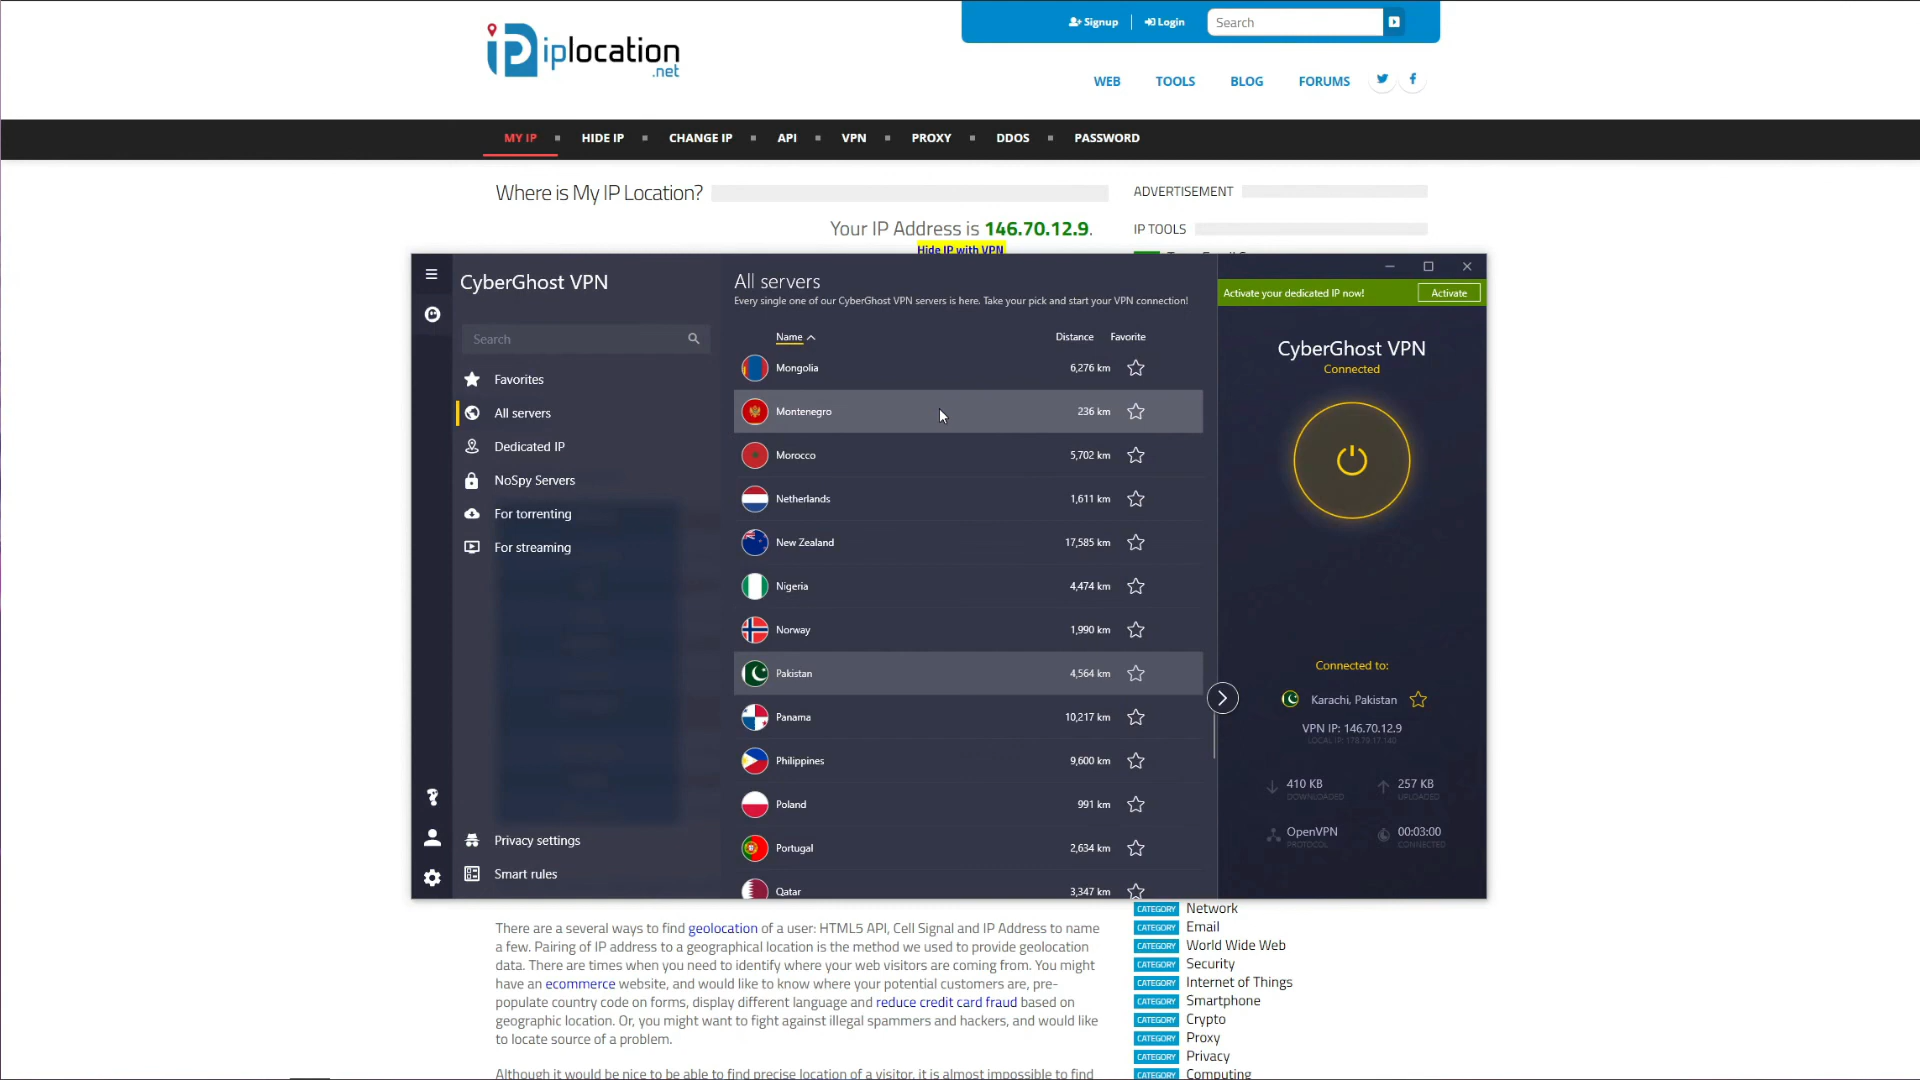 iplocation
.net
Signup
Login
Search
WEB
TOOLS
BLOG
FORUMS
MY IP
HIDE IP
CHANGE IP
API
VPN
PROXY
DDOS
PASSWORD
Where is My IP Location?
ADVERTISEMENT
Your IP Address is 146.70.12.9.
IP TOOLS
Hide IP with VPN
CyberGhost VPN
Search
Favorites
All servers
Dedicated IP
NoSpy Servers
For torrenting
For streaming
Privacy settings
Smart rules
All servers
Every single one of our CyberGhost VPN servers is here. Take your pick and start your VPN connection!
Name
Distance
Favorite
Mongolia
6,276 km
Montenegro
236 km
Morocco
5,702 km
Netherlands
1,611 km
New Zealand
17,585 km
Nigeria
4,474 km
Norway
1,990 km
Pakistan
4,564 km
Panama
10,217 km
Philippines
9,600 km
Poland
991 km
Portugal
2,634 km
Qatar
3,347 km
Activate your dedicated IP now!
Activate
CyberGhost VPN
Connected
Connected to:
Karachi, Pakistan
VPN IP: 146.70.12.9
410 KB
DOWNLOADED
257 KB
UPLOADED
OpenVPN
PROTOCOL
00:03:00
CONNECTED
There are a several ways to find geolocation of a user: HTML5 API, Cell Signal and IP Address to name
a few. Pairing of IP address to a geographical location is the method we used to provide geolocation
data. There are times when you need to identify where your web visitors are coming from. You might
have an ecommerce website, and would like to know where your potential customers are, pre-
populate country code on forms, display different language and reduce credit card fraud based on
geographic location. Or, you might want to fight against illegal spammers and hackers, and would like
to locate source of a problem.
Although it would be nice to be able to find precise location of a visitor, it is almost impossible to find
CATEGORY Network
CATEGORY Email
CATEGORY World Wide Web
CATEGORY Security
CATEGORY Internet of Things
CATEGORY Smartphone
CATEGORY Crypto
CATEGORY Proxy
CATEGORY Privacy
CATEGORY Computing